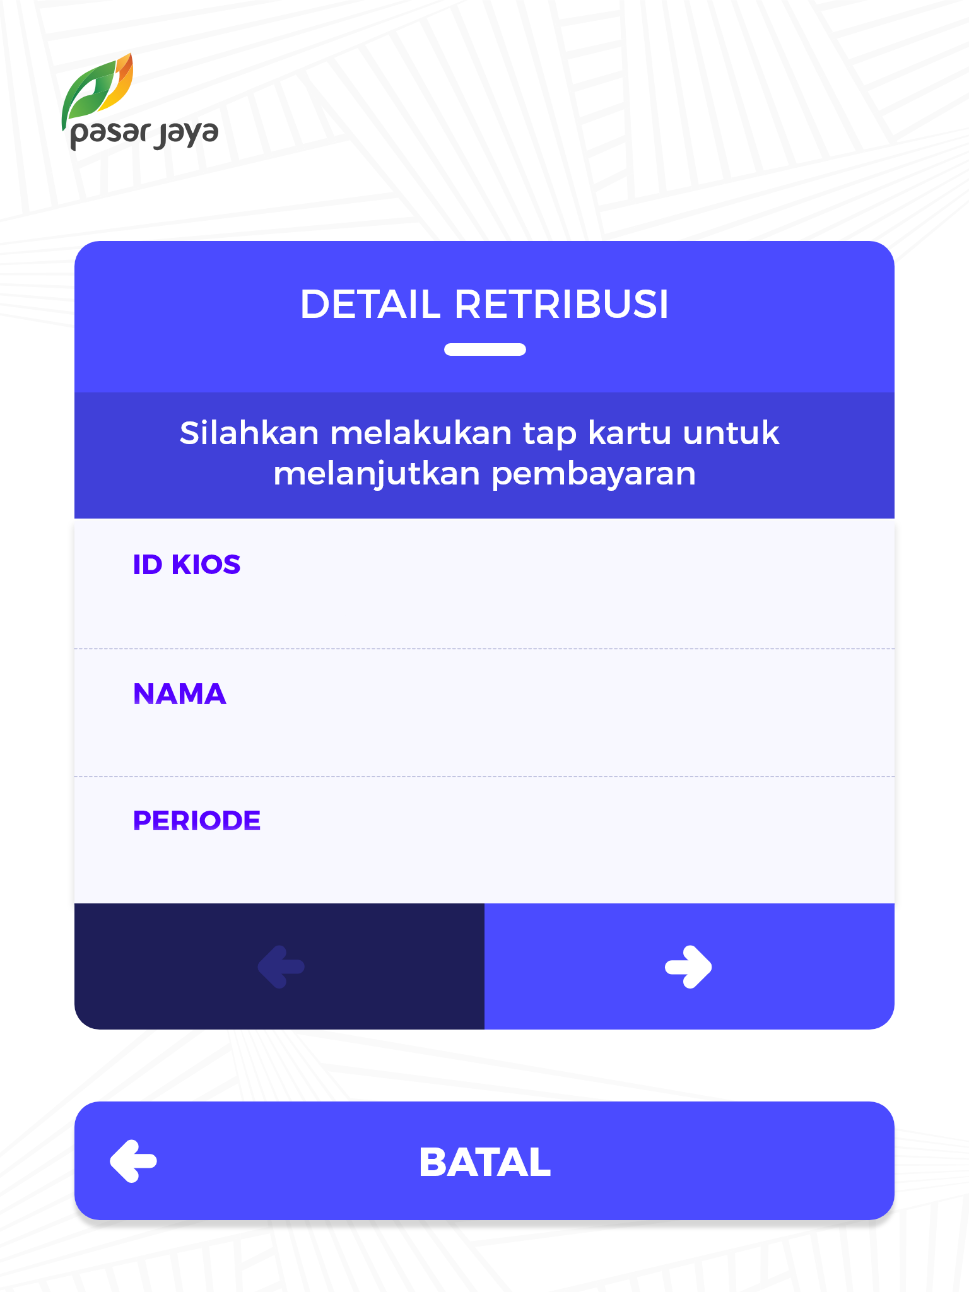 pasar jaya
DETAIL RETRIBUSI
Silahkan melakukan tap kartu untuk
melanjutkan pembayaran
ID KIOS
NAMA
PERIODE
BATAL